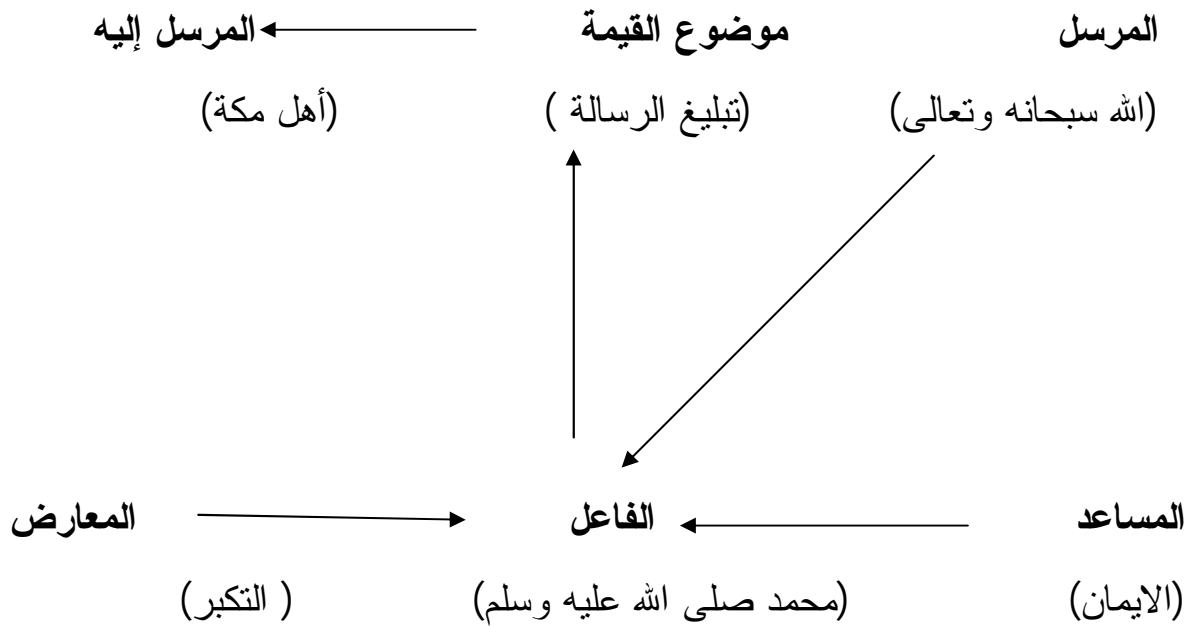 المرسل موضوع القيمة المرسل إليه
(الله سبحانه وتعالى) (تبليغ الرسالة ) (أهل مكة)
المساعد الفاعل المعارض
(الايمان) (محمد صلى الله عليه وسلم) ( التكبر)